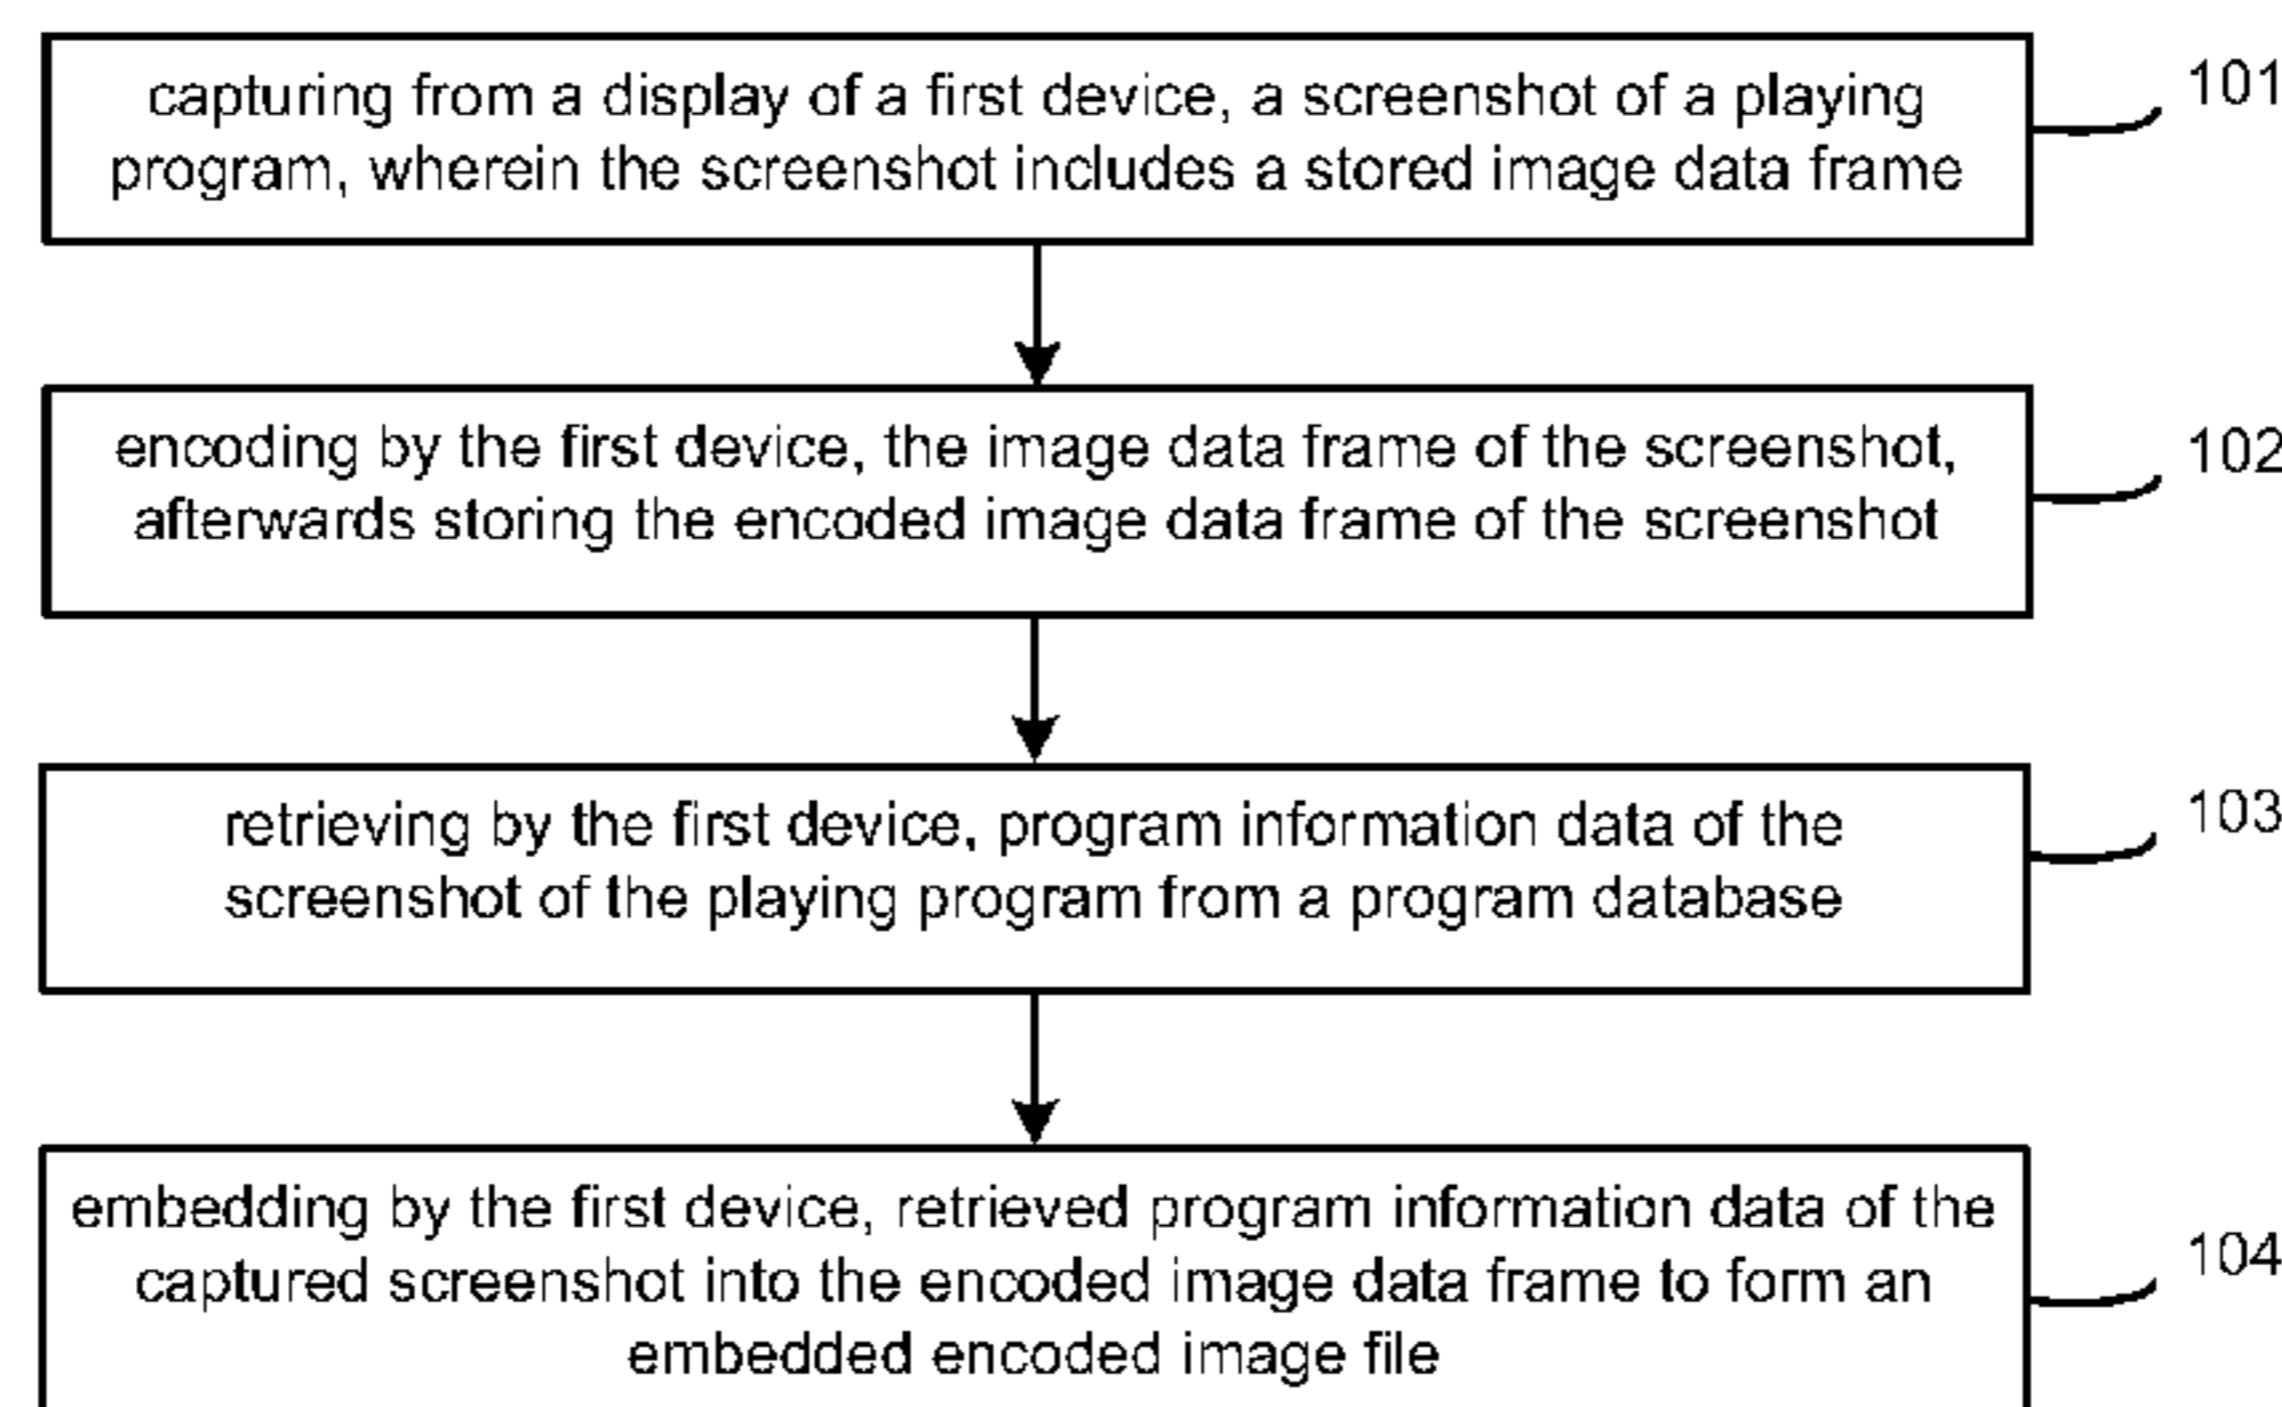 capturing from a display of a first device, a screenshot of a playing
program, wherein the screenshot includes a stored image data frame
101
encoding by the first device, the image data frame of the screenshot,
afterwards storing the encoded image data frame of the screenshot
102
retrieving by the first device, program information data of the
screenshot of the playing program from a program database
103
embedding by the first device, retrieved program information data of the
captured screenshot into the encoded image data frame to form an
embedded encoded image file
104